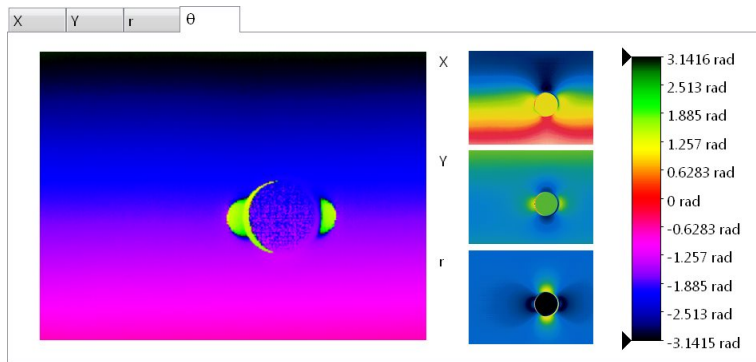 X Y r θ
X
Y
r
3.1416 rad
2.513 rad
1.885 rad
1.257 rad
0.6283 rad
0 rad
-0.6283 rad
-1.257 rad
-1.885 rad
-2.513 rad
-3.1415 rad